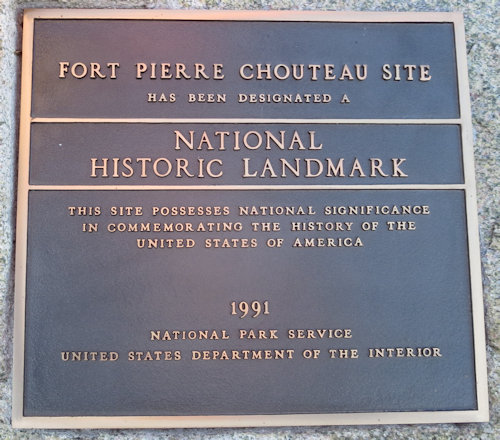 FORT PIERRE CHOUTEAU SITE
HAS BEEN DESIGNATED A
NATIONAL
HISTORIC LANDMARK
THIS SITE POSSESSES NATIONAL SIGNIFICANCE
IN COMMEMORATING THE HISTORY OF THE
UNITED STATES OF AMERICA
1991
NATIONAL PARK SERVICE
UNITED STATES DEPARTMENT OF THE INTERIOR